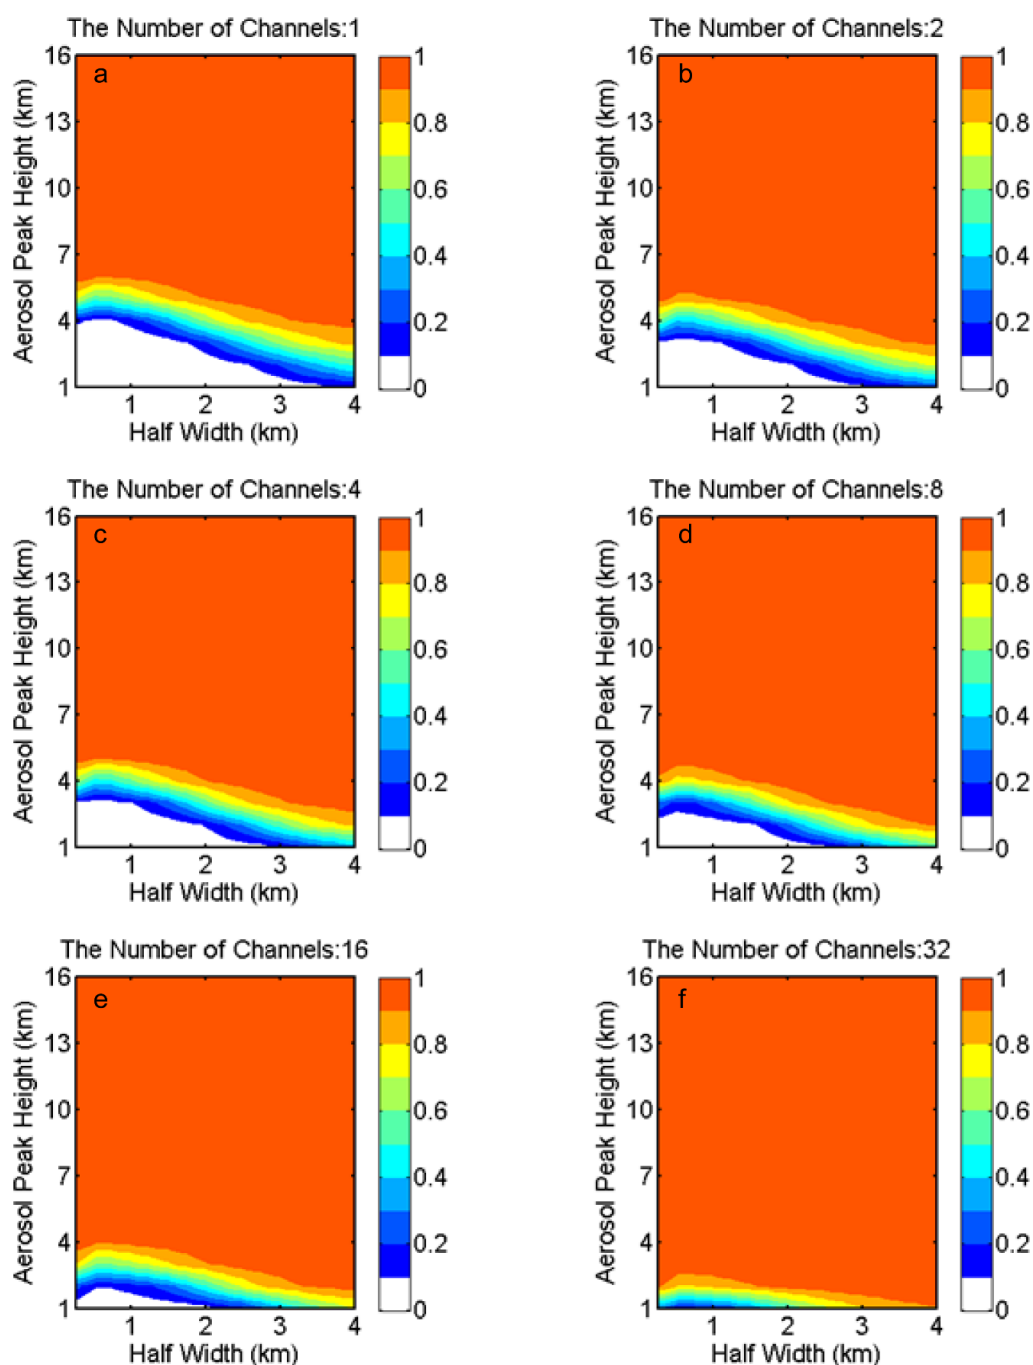 The Number of Channels:1
a
Aerosol Peak Height (km)
16
13
10
7
4
1
1 2 3 4
Half Width (km)
1
0.8
0.6
0.4
0.2
0
The Number of Channels:2
b
Aerosol Peak Height (km)
16
13
10
7
4
1
1 2 3 4
Half Width (km)
1
0.8
0.6
0.4
0.2
0
The Number of Channels:4
c
Aerosol Peak Height (km)
16
13
10
7
4
1
1 2 3 4
Half Width (km)
1
0.8
0.6
0.4
0.2
0
The Number of Channels:8
d
Aerosol Peak Height (km)
16
13
10
7
4
1
1 2 3 4
Half Width (km)
1
0.8
0.6
0.4
0.2
0
The Number of Channels:16
e
Aerosol Peak Height (km)
16
13
10
7
4
1
1 2 3 4
Half Width (km)
1
0.8
0.6
0.4
0.2
0
The Number of Channels:32
f
Aerosol Peak Height (km)
16
13
10
7
4
1
1 2 3 4
Half Width (km)
1
0.8
0.6
0.4
0.2
0